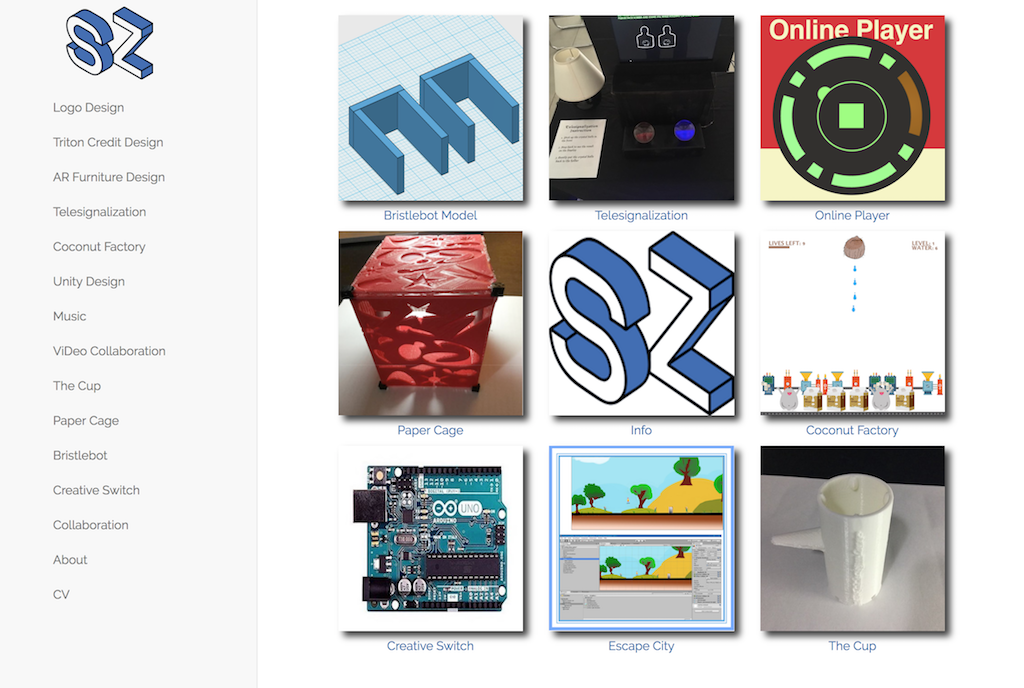 SZ
Logo Design
Triton Credit Design
AR Furniture Design
Telesignalization
Coconut Factory
Unity Design
Music
ViDeo Collaboration
The Cup
Paper Cage
Bristlebot
Creative Switch
Collaboration
About
CV
Online Player
Bristlebot Model
Telesignalization
Online Player
LIVES LEFT:
LEVEL:
WATER:
SZ
Paper Cage
Info
Coconut Factory
UNO
ARDUINO
Creative Switch
Escape City
The Cup